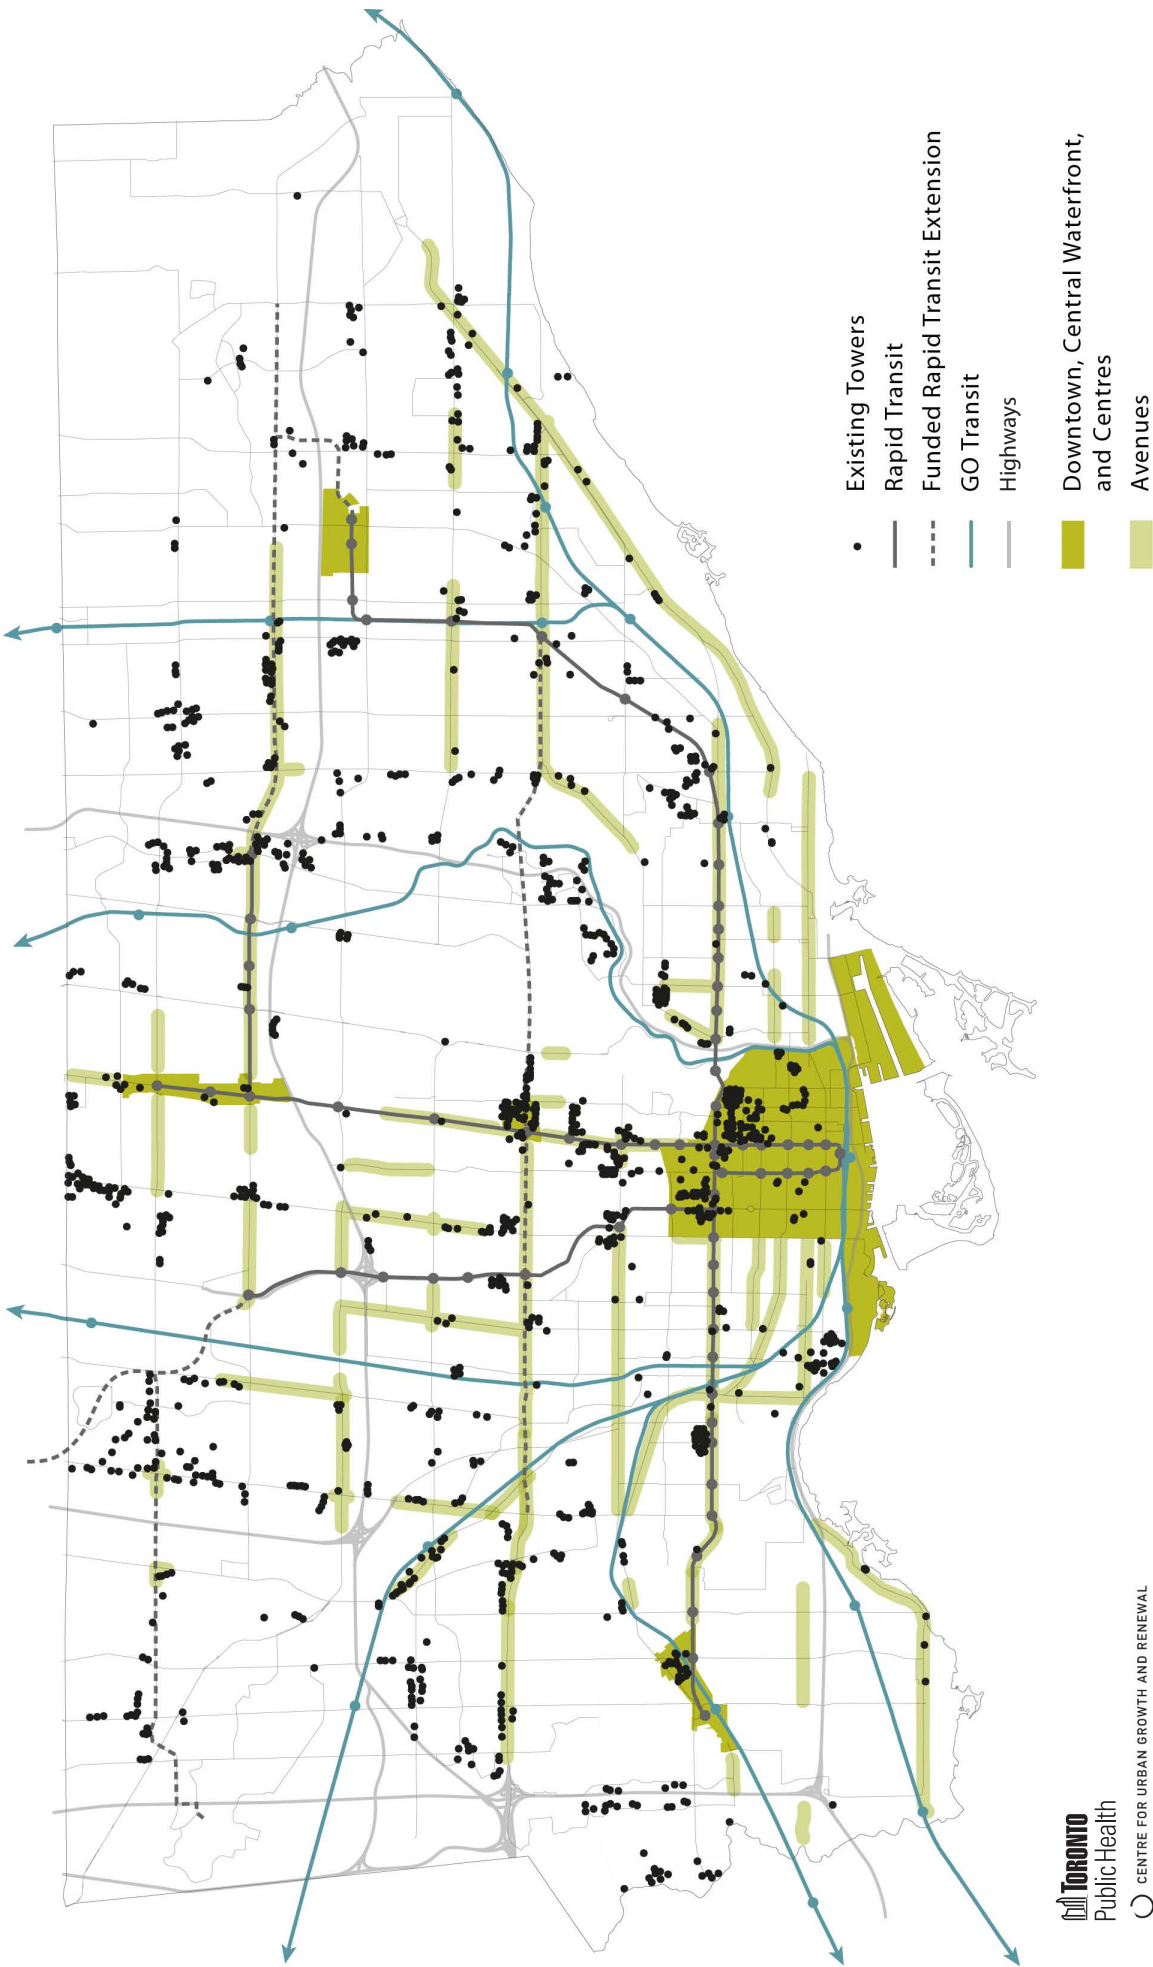 Existing Towers
Rapid Transit
Funded Rapid Transit Extension
GO Transit
Highways
Downtown, Central Waterfront,
and Centres
Avenues
TORONTO
Public Health
CENTRE FOR URBAN GROWTH AND RENEWAL